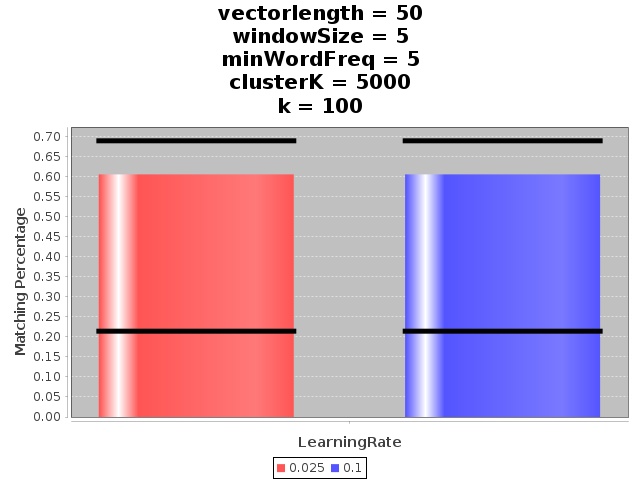 vectorlength = 50
windowSize = 5
minWordFreq = 5
clusterK = 5000
k = 100
Matching Percentage
0.70
0.65
0.60
0.55
0.50
0.45
0.40
0.35
0.30
0.25
0.20
0.15
0.10
0.05
0.00
LearningRate
0.025 0.1